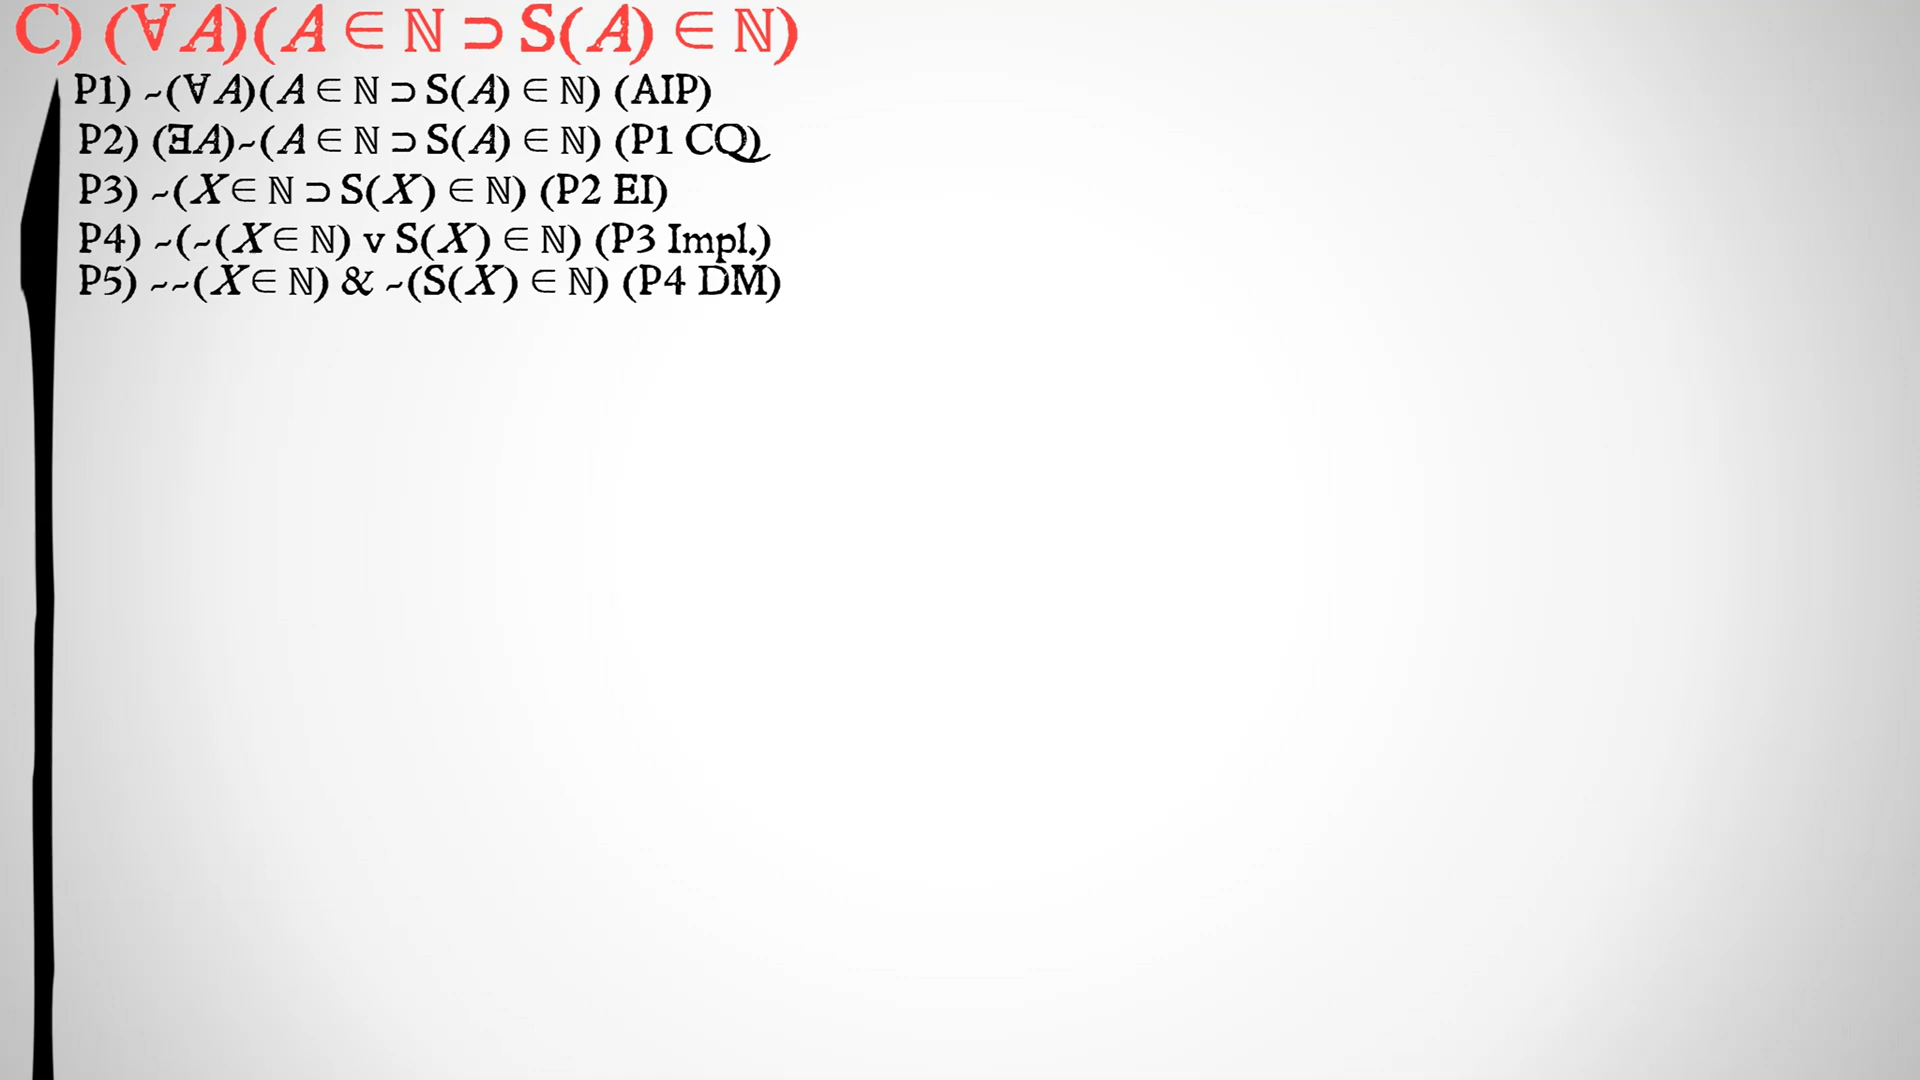 C) (∀A)(A ∈ ℕ ⊃ S(A) ∈ ℕ)
P1) ~(∀A)(A ∈ ℕ ⊃ S(A) ∈ ℕ) (AIP)
P2) (∃A)~(A ∈ ℕ ⊃ S(A) ∈ ℕ) (P1 CQ)
P3) ~(X∈ ℕ ⊃ S(X) ∈ ℕ) (P2 EI)
P4) ~(~(X∈ ℕ) v S(X) ∈ ℕ) (P3 Impl.)
P5) ~~(X∈ ℕ) & ~(S(X) ∈ ℕ) (P4 DM)